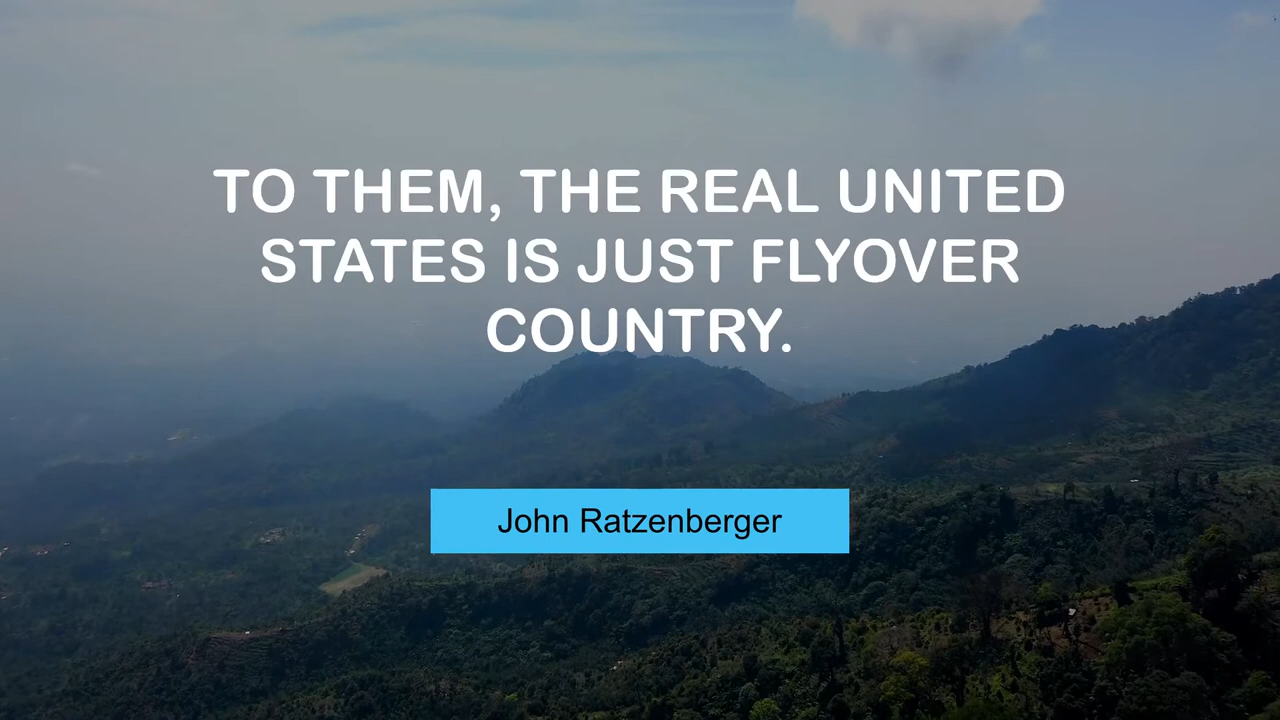 TO THEM, THE REAL UNITED
STATES IS JUST FLYOVER
COUNTRY.
John Ratzenberger